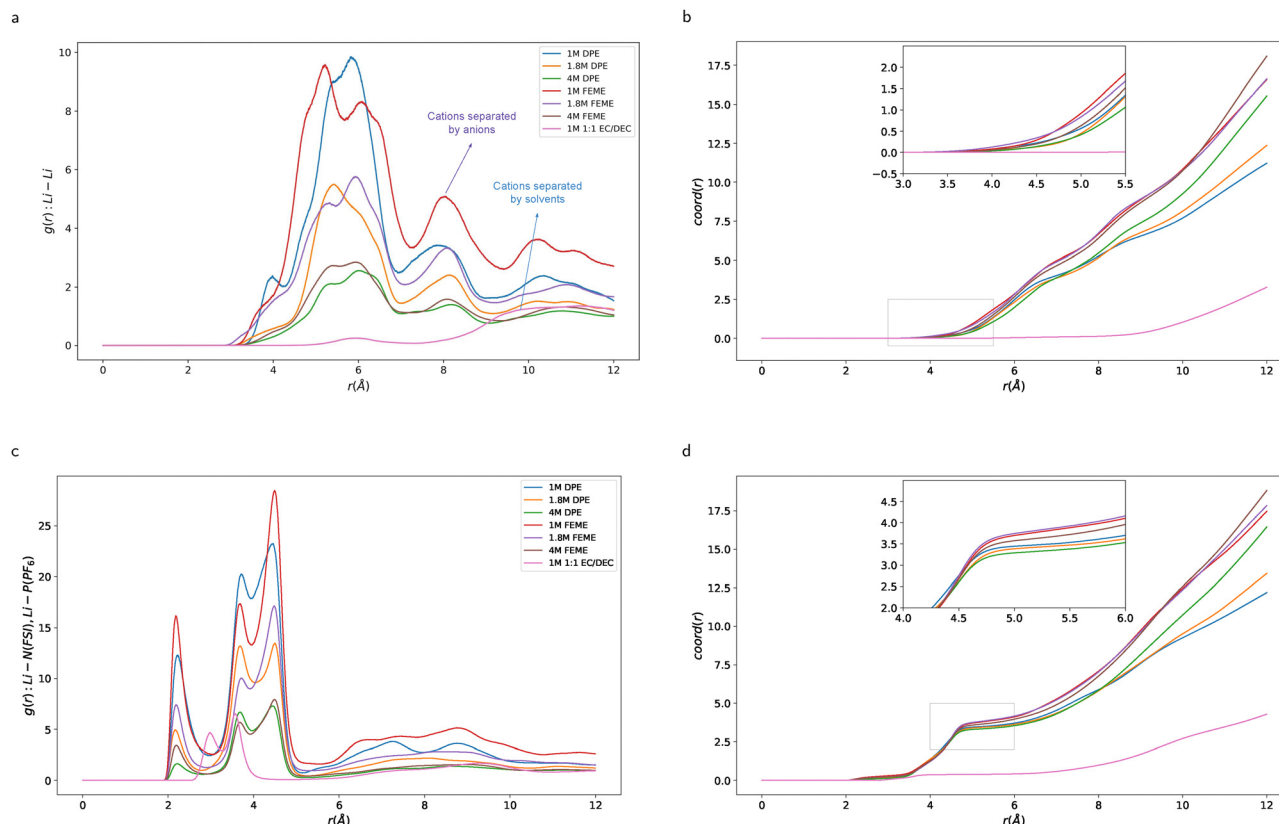 a
10
8
6
4
2
0
g(r) : Li − Li
1M DPE
1.8M DPE
4M DPE
1M FEME
1.8M FEME
4M FEME
1M 1:1 EC/DEC
Cations separated
by anions
Cations separated
by solvents
0 2 4 6 8 10 12
r(Å)
b
17.5
15.0
12.5
10.0
7.5
5.0
2.5
0.0
coord(r)
2.0
1.5
1.0
0.5
0.0
−0.5
3.0 3.5 4.0 4.5 5.0 5.5
0 2 4 6 8 10 12
r(Å)
c
25
20
15
10
5
0
g(r) : Li − N(FSI), Li − P(PF6)
1M DPE
1.8M DPE
4M DPE
1M FEME
1.8M FEME
4M FEME
1M 1:1 EC/DEC
0 2 4 6 8 10 12
r(Å)
d
17.5
15.0
12.5
10.0
7.5
5.0
2.5
0.0
coord(r)
4.5
4.0
3.5
3.0
2.5
2.0
4.0 4.5 5.0 5.5 6.0
0 2 4 6 8 10 12
r(Å)